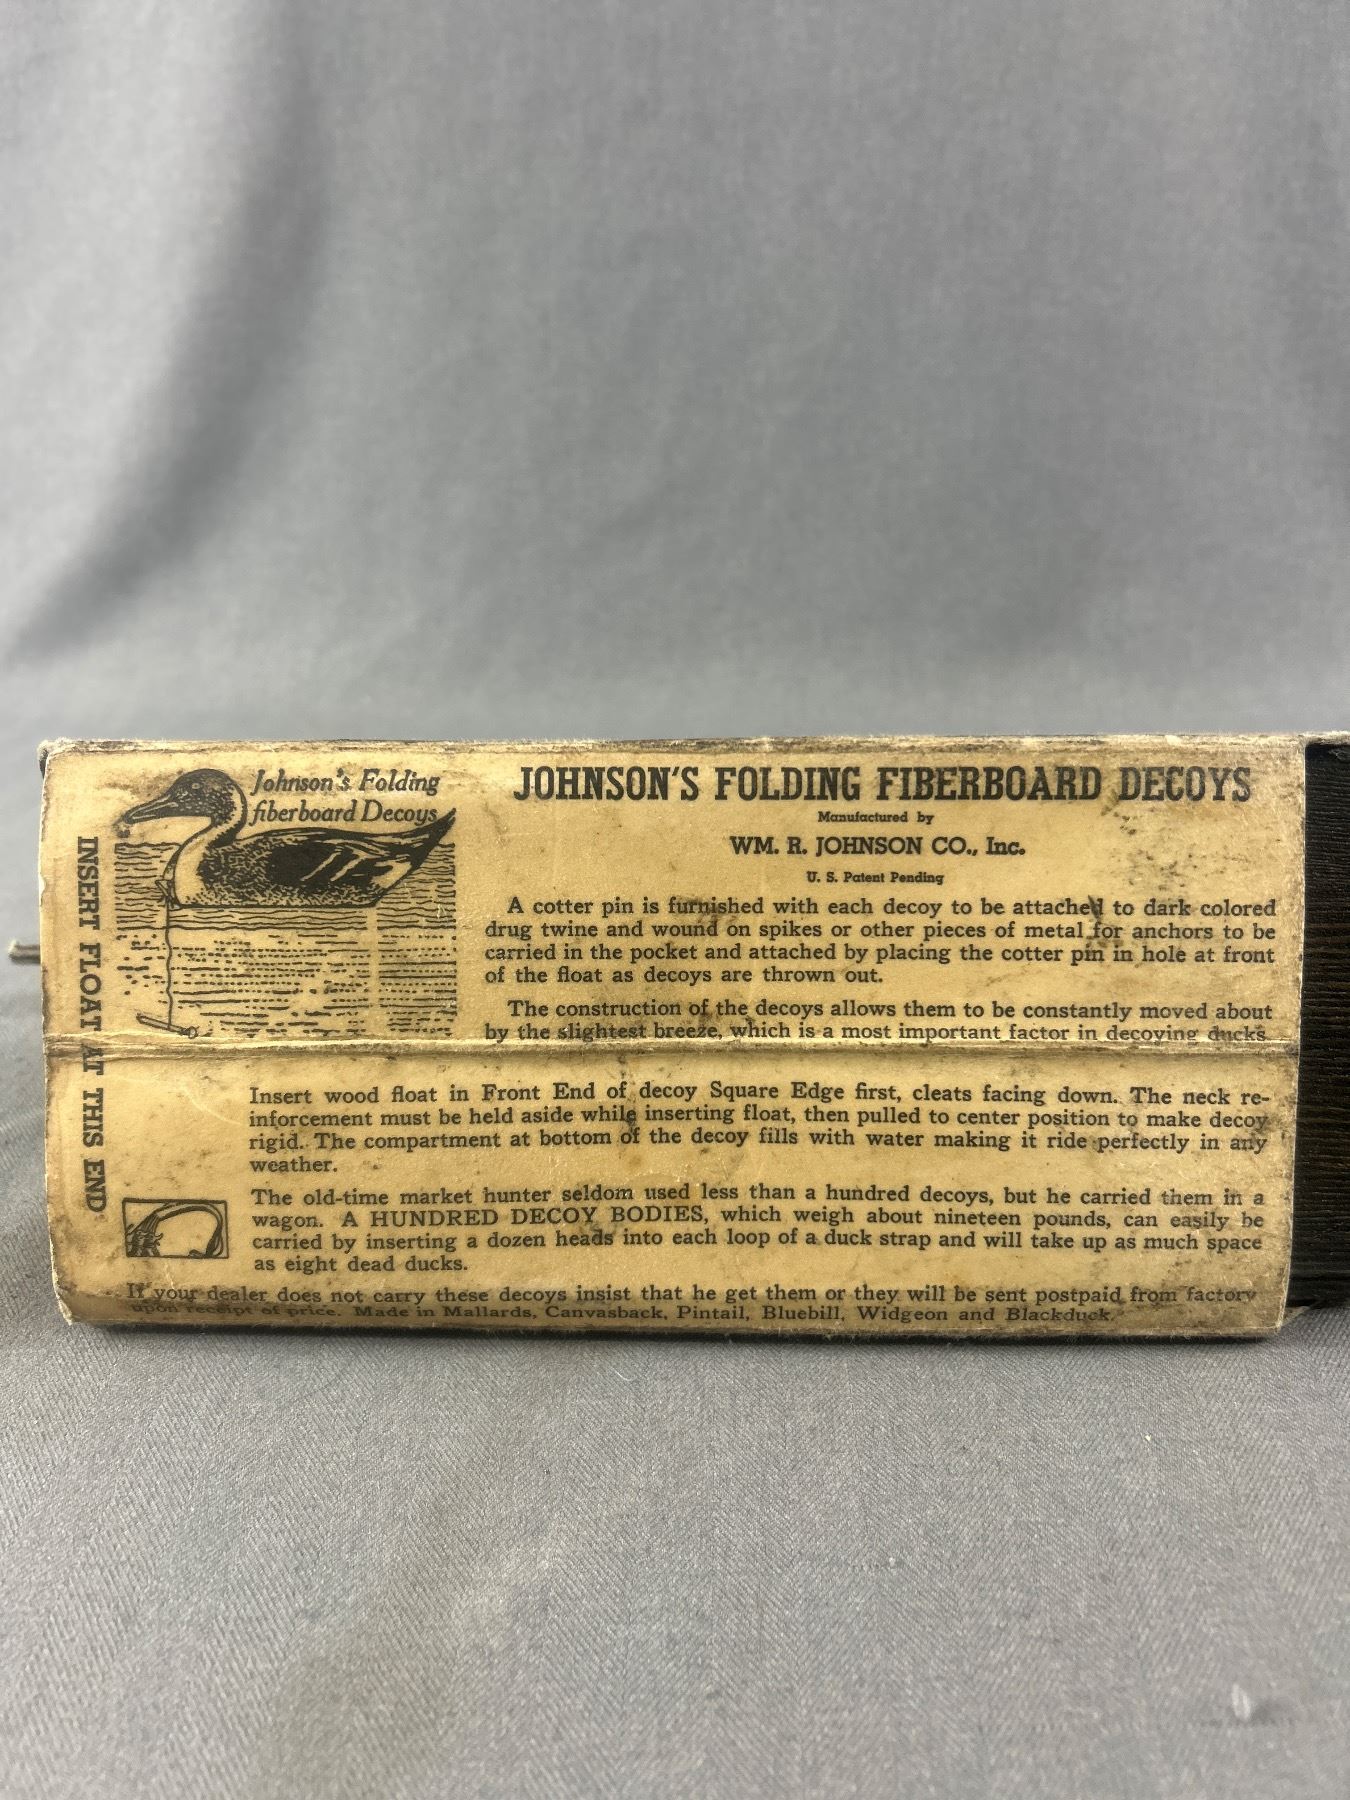 Johnson's Folding
fiberboard Decoys
INSERT FLOAT AT THIS END
JOHNSON'S FOLDING FIBERBOARD DECOYS
Manufactured by
WM. R. JOHNSON CO., Inc.
U. S. Patent Pending
A cotter pin is furnished with each decoy to be attached to dark colored
drug twine and wound on spikes or other pieces of metal for anchors to be
carried in the pocket and attached by placing the cotter pin in hole at front
of the float as decoys are thrown out.
The construction of the decoys allows them to be constantly moved about
by the slightest breeze, which is a most important factor in decoying ducks.
Insert wood float in Front End of decoy Square Edge first, cleats facing down. The neck re-
inforcement must be held aside while inserting float, then pulled to center position to make decoy
rigid. The compartment at bottom of the decoy fills with water making it ride perfectly in any
weather.
The old-time market hunter seldom used less than a hundred decoys, but he carried them in a
wagon. A HUNDRED DECOY BODIES, which weigh about nineteen pounds, can easily be
carried by inserting a dozen heads into each loop of a duck strap and will take up as much space
as eight dead ducks.
If your dealer does not carry these decoys insist that he get them or they will be sent postpaid from factory
upon receipt of price. Made in Mallards, Canvasback, Pintail, Bluebill, Widgeon and Blackduck.